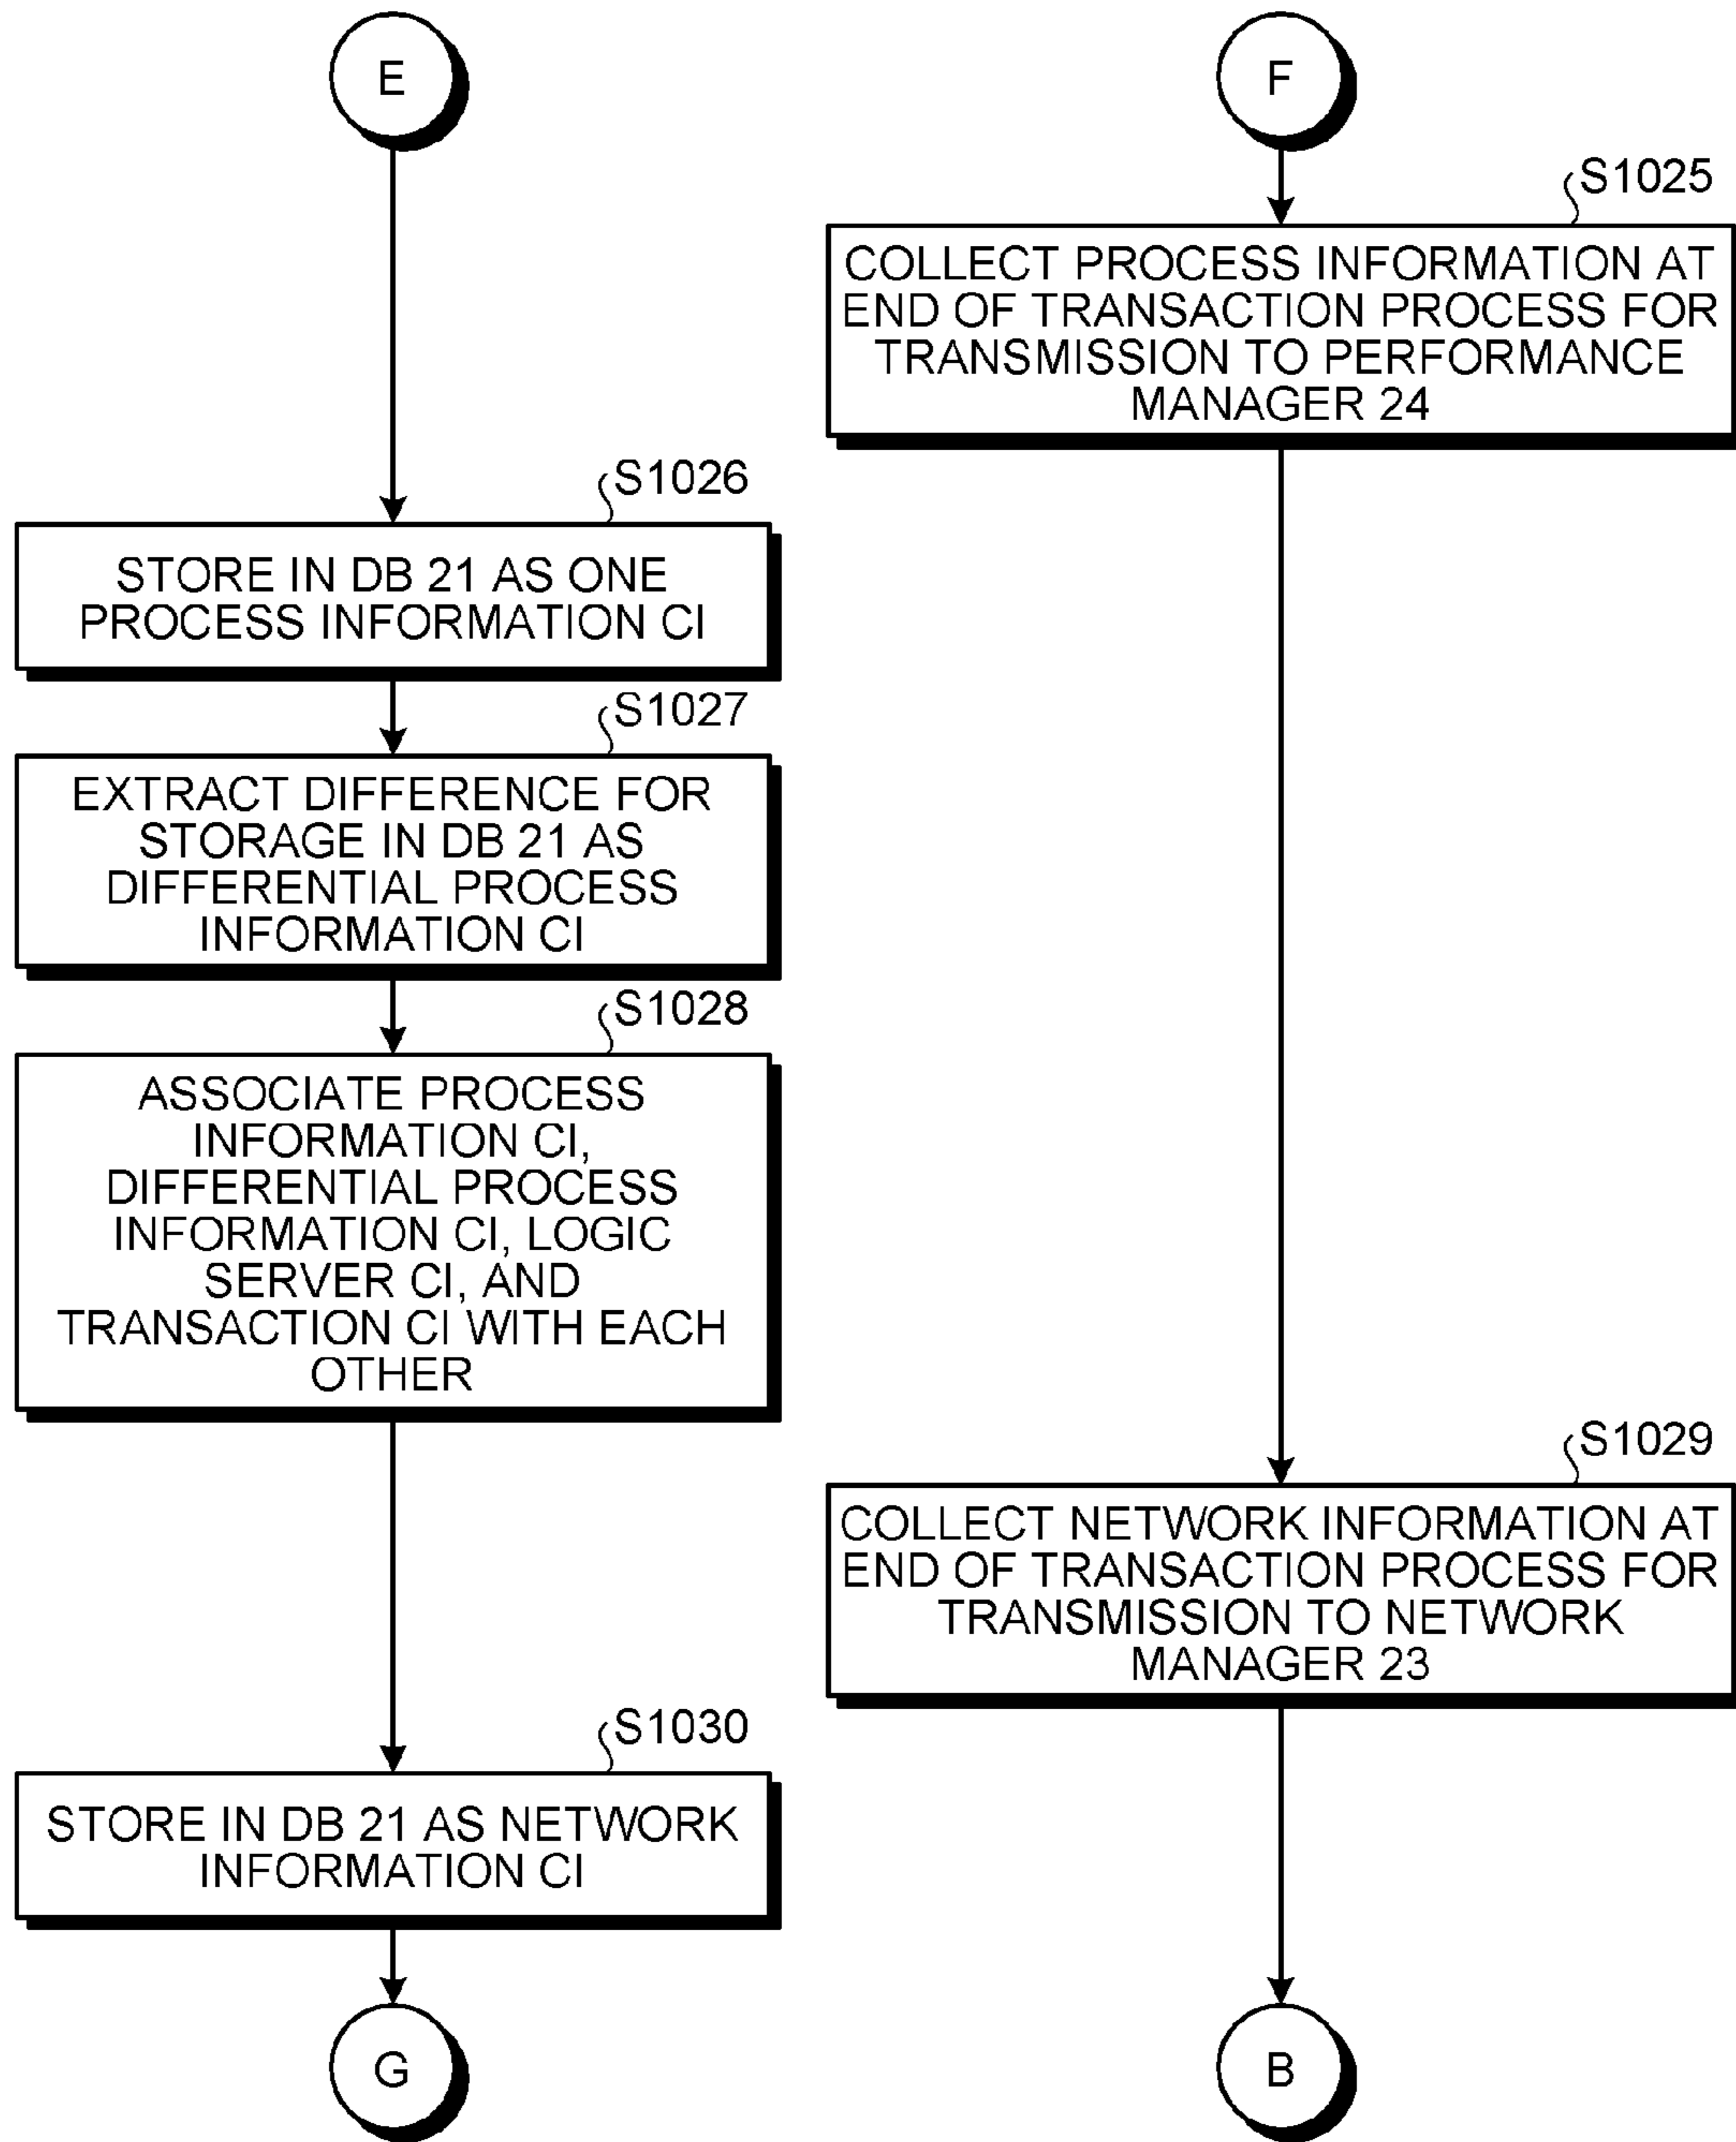 E
F
S1025
COLLECT PROCESS INFORMATION AT
END OF TRANSACTION PROCESS FOR
TRANSMISSION TO PERFORMANCE
MANAGER 24
S1026
STORE IN DB 21 AS ONE
PROCESS INFORMATION CI
S1027
EXTRACT DIFFERENCE FOR
STORAGE IN DB 21 AS
DIFFERENTIAL PROCESS
INFORMATION CI
S1028
ASSOCIATE PROCESS
INFORMATION CI,
DIFFERENTIAL PROCESS
INFORMATION CI, LOGIC
SERVER CI, AND
TRANSACTION CI WITH EACH
OTHER
S1029
COLLECT NETWORK INFORMATION AT
END OF TRANSACTION PROCESS FOR
TRANSMISSION TO NETWORK
MANAGER 23
S1030
STORE IN DB 21 AS NETWORK
INFORMATION CI
G
B